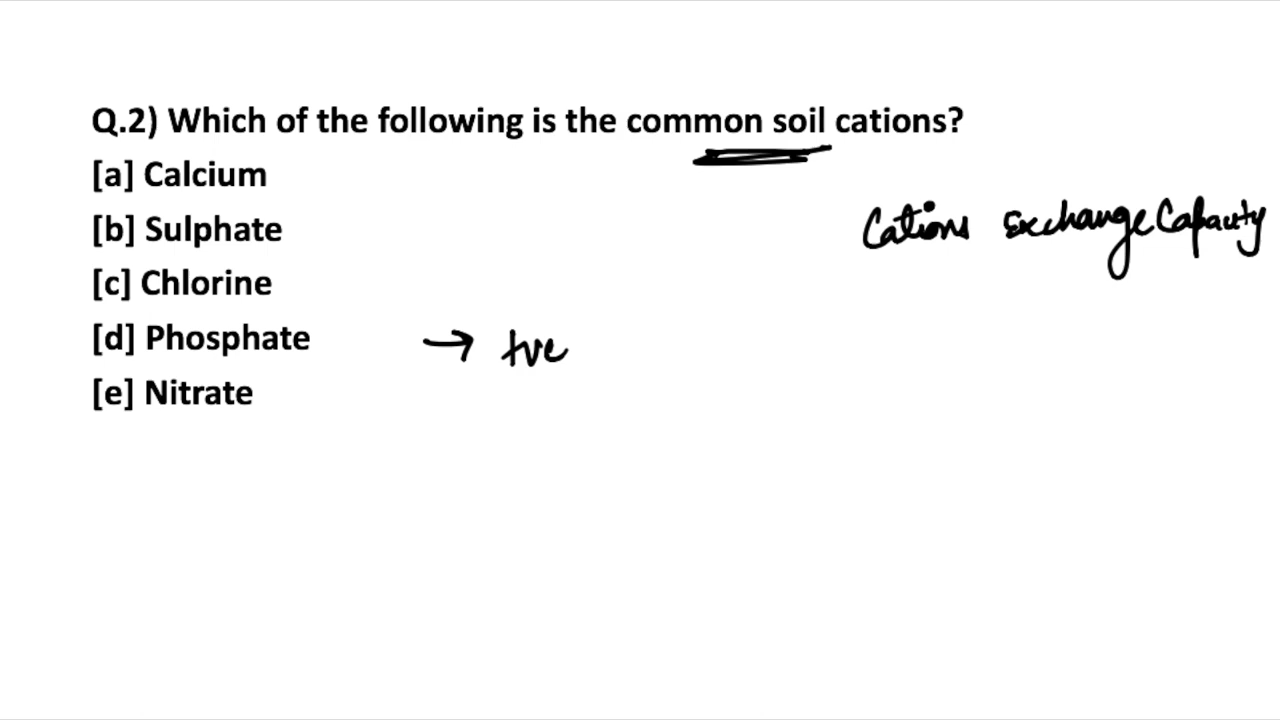 Q.2) Which of the following is the common soil cations?
[a] Calcium
[b] Sulphate
Cations Exchange Capacity
[c] Chlorine
[d] Phosphate → +ve
[e] Nitrate